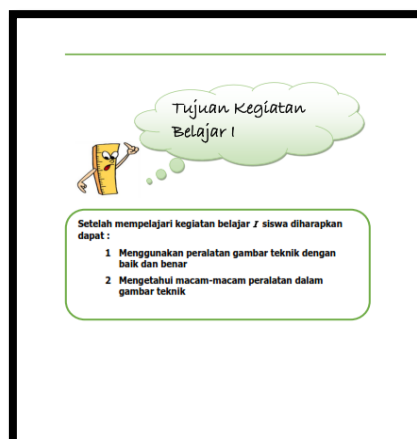 Tujuan Kegiatan
Belajar I
Setelah mempelajari kegiatan belajar I siswa diharapkan
dapat :
1 Menggunakan peralatan gambar teknik dengan
baik dan benar
2 Mengetahui macam-macam peralatan dalam
gambar teknik